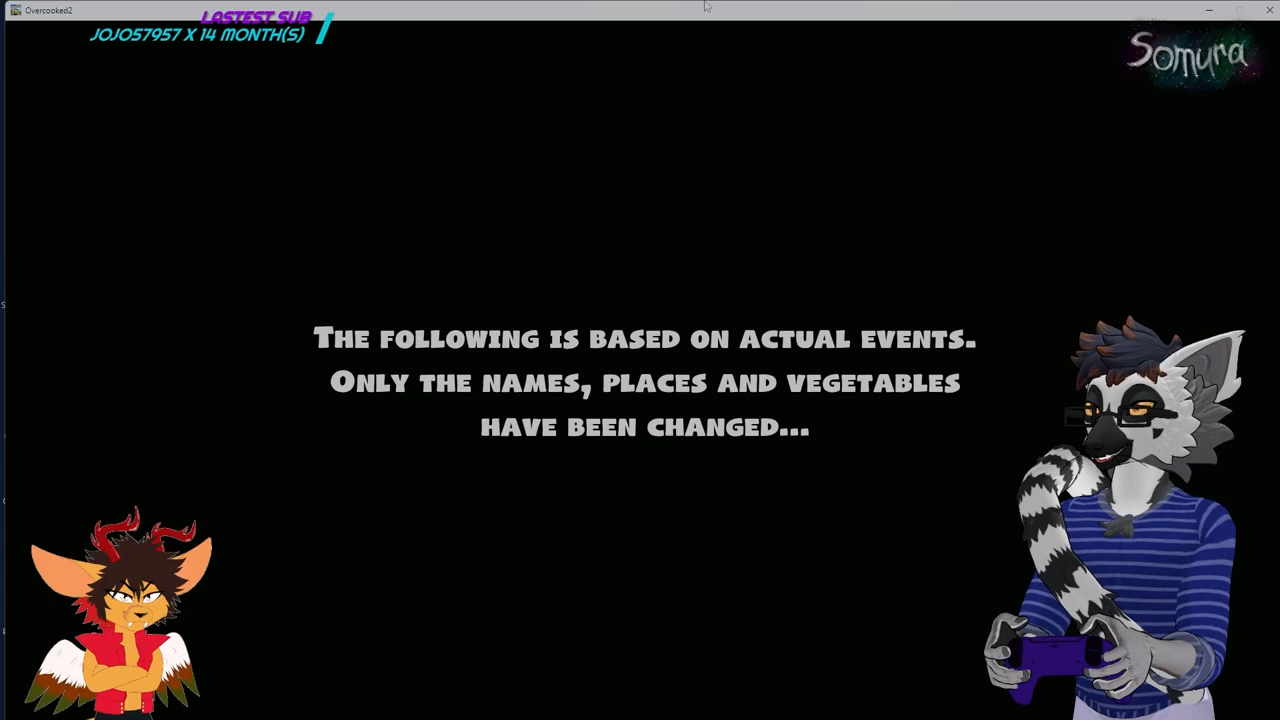 Overcooked2
LASTEST SUB
JOJO57957 X 14 MONTH(S)
Somura
THE FOLLOWING IS BASED ON ACTUAL EVENTS.
ONLY THE NAMES, PLACES AND VEGETABLES
HAVE BEEN CHANGED...